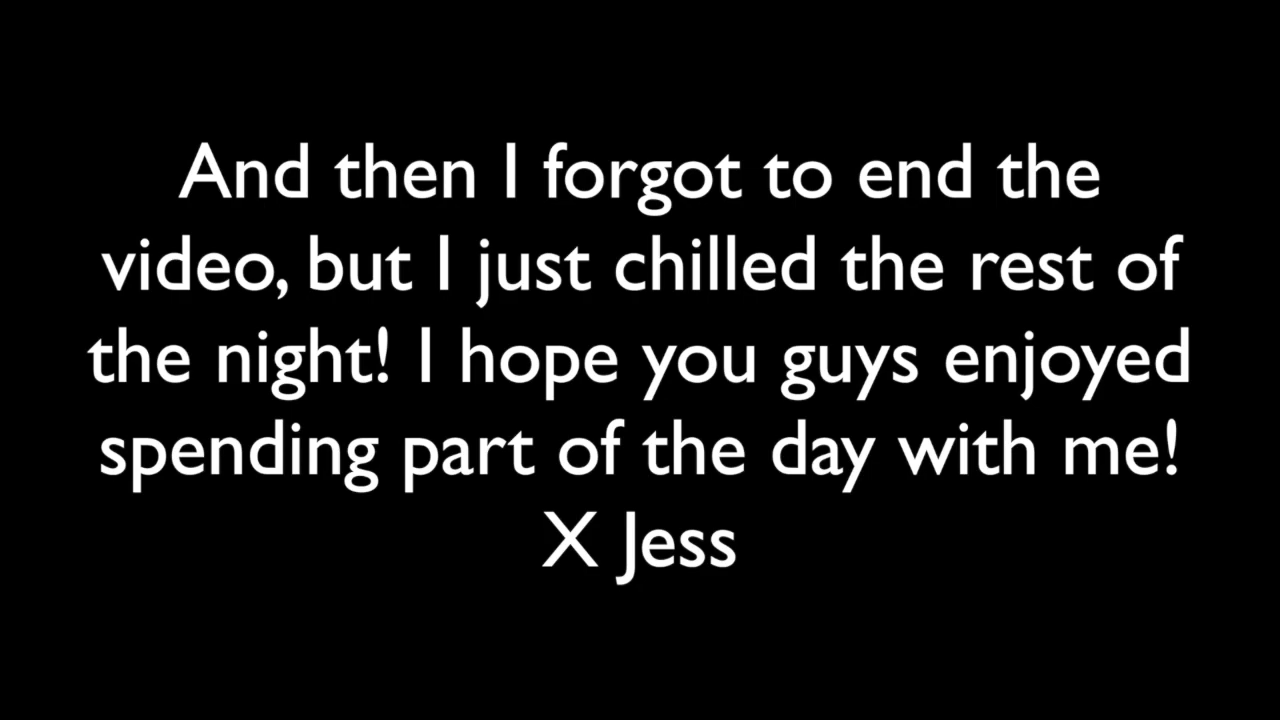 And then I forgot to end the
video, but I just chilled the rest of
the night! I hope you guys enjoyed
spending part of the day with me!
X Jess